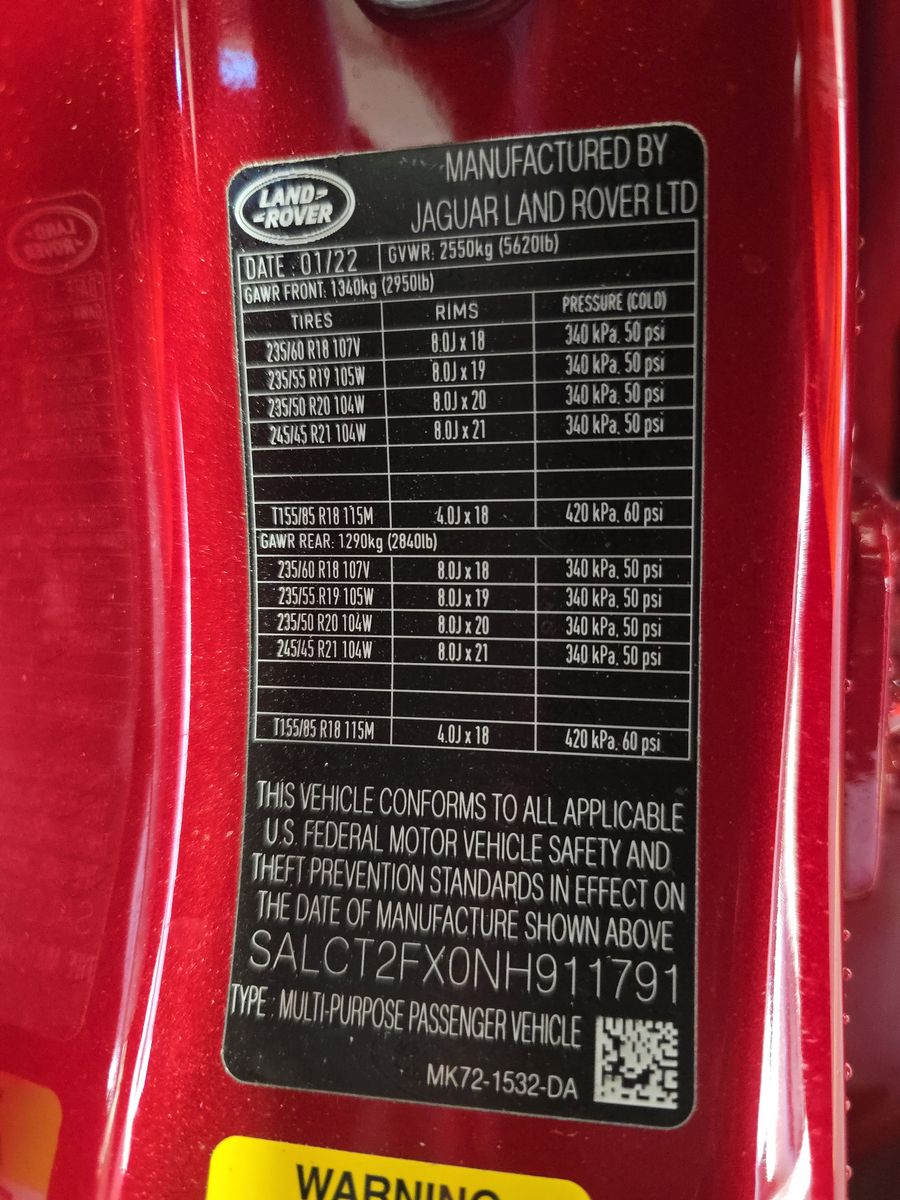 LAND-
-ROVER
MANUFACTURED BY
JAGUAR LAND ROVER LTD
DATE : 01/22 GVWR: 2550kg (5620lb)
GAWR FRONT: 1340kg (2950lb)
TIRES RIMS PRESSURE (COLD)
235/60 R18 107V 8.0J x 18 340 kPa, 50 psi
235/55 R19 105W 8.0J x 19 340 kPa, 50 psi
235/50 R20 104W 8.0J x 20 340 kPa, 50 psi
245/45 R21 104W 8.0J x 21 340 kPa, 50 psi
T155/85 R18 115M 4.0J x 18 420 kPa, 60 psi
GAWR REAR: 1290kg (2840lb)
235/60 R18 107V 8.0J x 18 340 kPa, 50 psi
235/55 R19 105W 8.0J x 19 340 kPa, 50 psi
235/50 R20 104W 8.0J x 20 340 kPa, 50 psi
245/45 R21 104W 8.0J x 21 340 kPa, 50 psi
T155/85 R18 115M 4.0J x 18 420 kPa, 60 psi
THIS VEHICLE CONFORMS TO ALL APPLICABLE
U.S. FEDERAL MOTOR VEHICLE SAFETY AND
THEFT PREVENTION STANDARDS IN EFFECT ON
THE DATE OF MANUFACTURE SHOWN ABOVE
SALCT2FX0NH911791
TYPE : MULTI-PURPOSE PASSENGER VEHICLE
MK72-1532-DA
WARNING